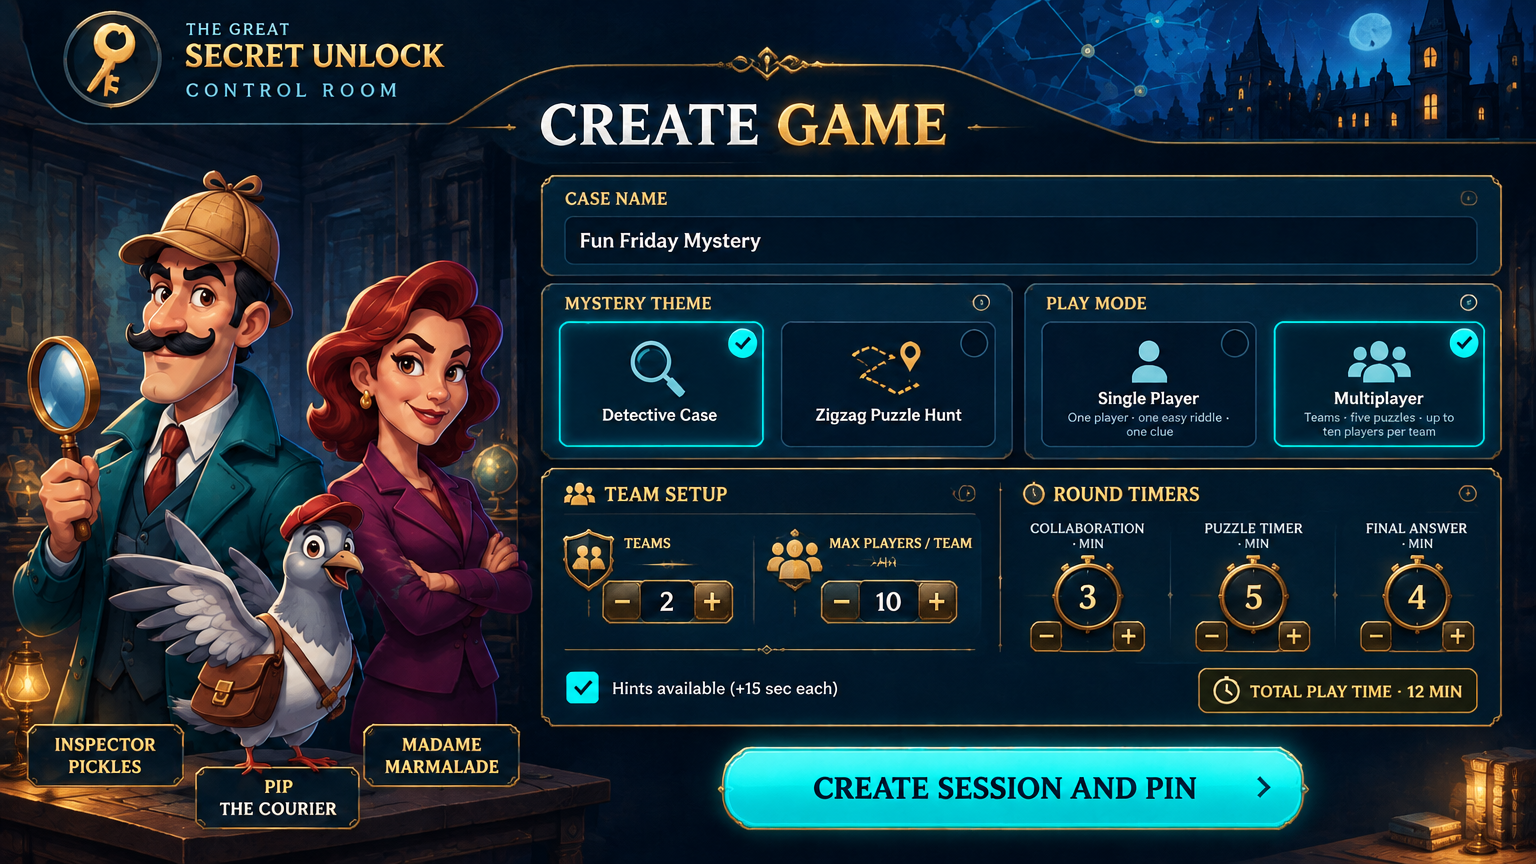 THE GREAT
SECRET UNLOCK
CONTROL ROOM
CREATE GAME
CASE NAME
Fun Friday Mystery
MYSTERY THEME
Detective Case
Zigzag Puzzle Hunt
PLAY MODE
Single Player
One player · one easy riddle ·
one clue
Multiplayer
Teams · five puzzles · up to
ten players per team
TEAM SETUP
TEAMS
− 2 +
MAX PLAYERS / TEAM
− 10 +
ROUND TIMERS
COLLABORATION
· MIN
3
− +
PUZZLE TIMER
· MIN
5
− +
FINAL ANSWER
· MIN
4
− +
Hints available (+15 sec each)
TOTAL PLAY TIME · 12 MIN
CREATE SESSION AND PIN
INSPECTOR
PICKLES
PIP
THE COURIER
MADAME
MARMALADE